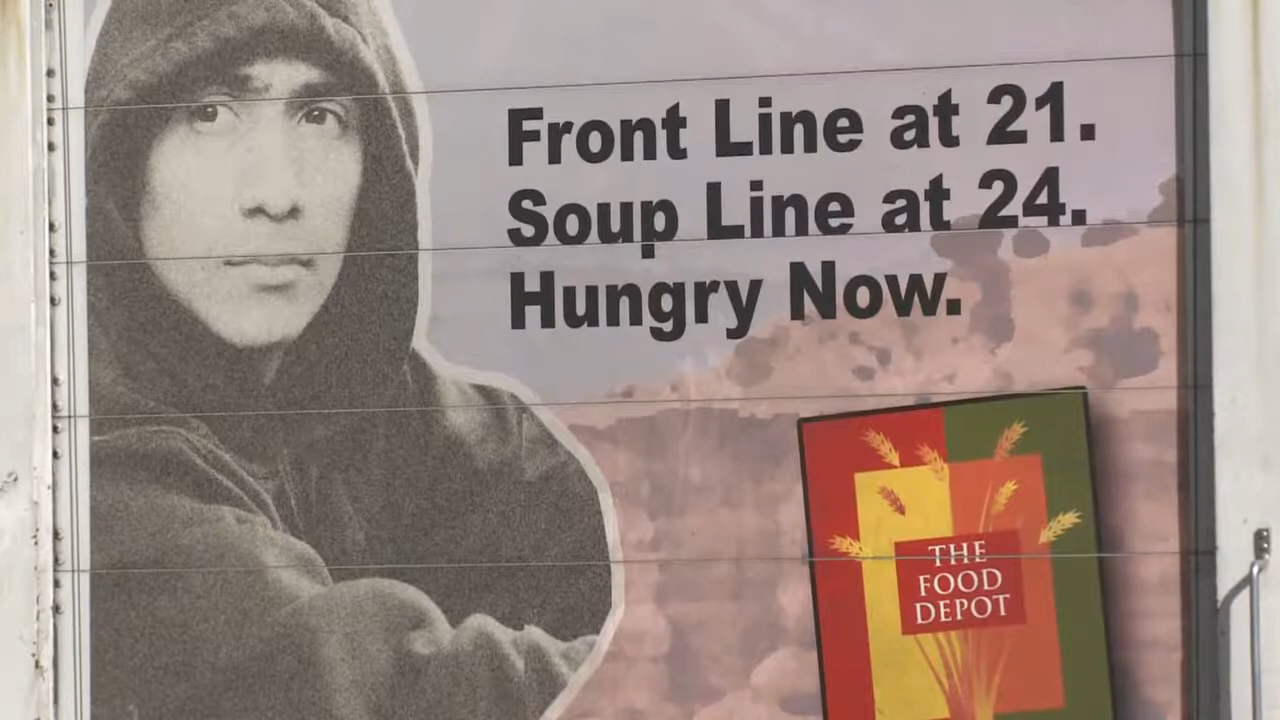 Front Line at 21.
Soup Line at 24.
Hungry Now.
THE
FOOD
DEPOT